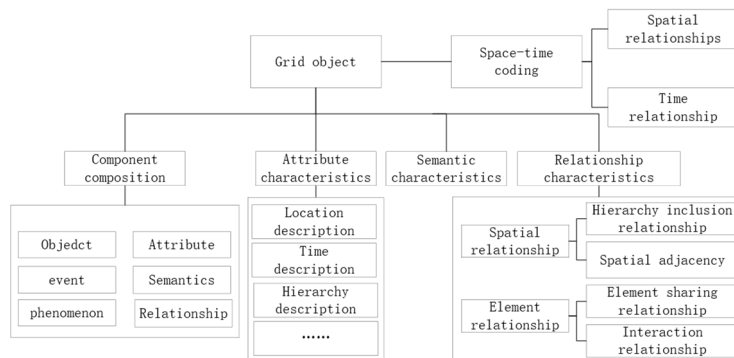 Spatial
relationships
Grid object
Space-time
coding
Time
relationship
Component
composition
Attribute
characteristics
Semantic
characteristics
Relationship
characteristics
Objedct
Attribute
event
Semantics
phenomenon
Relationship
Location
description
Time
description
Hierarchy
description
······
Spatial
relationship
Hierarchy inclusion
relationship
Spatial adjacency
Element
relationship
Element sharing
relationship
Interaction
relationship